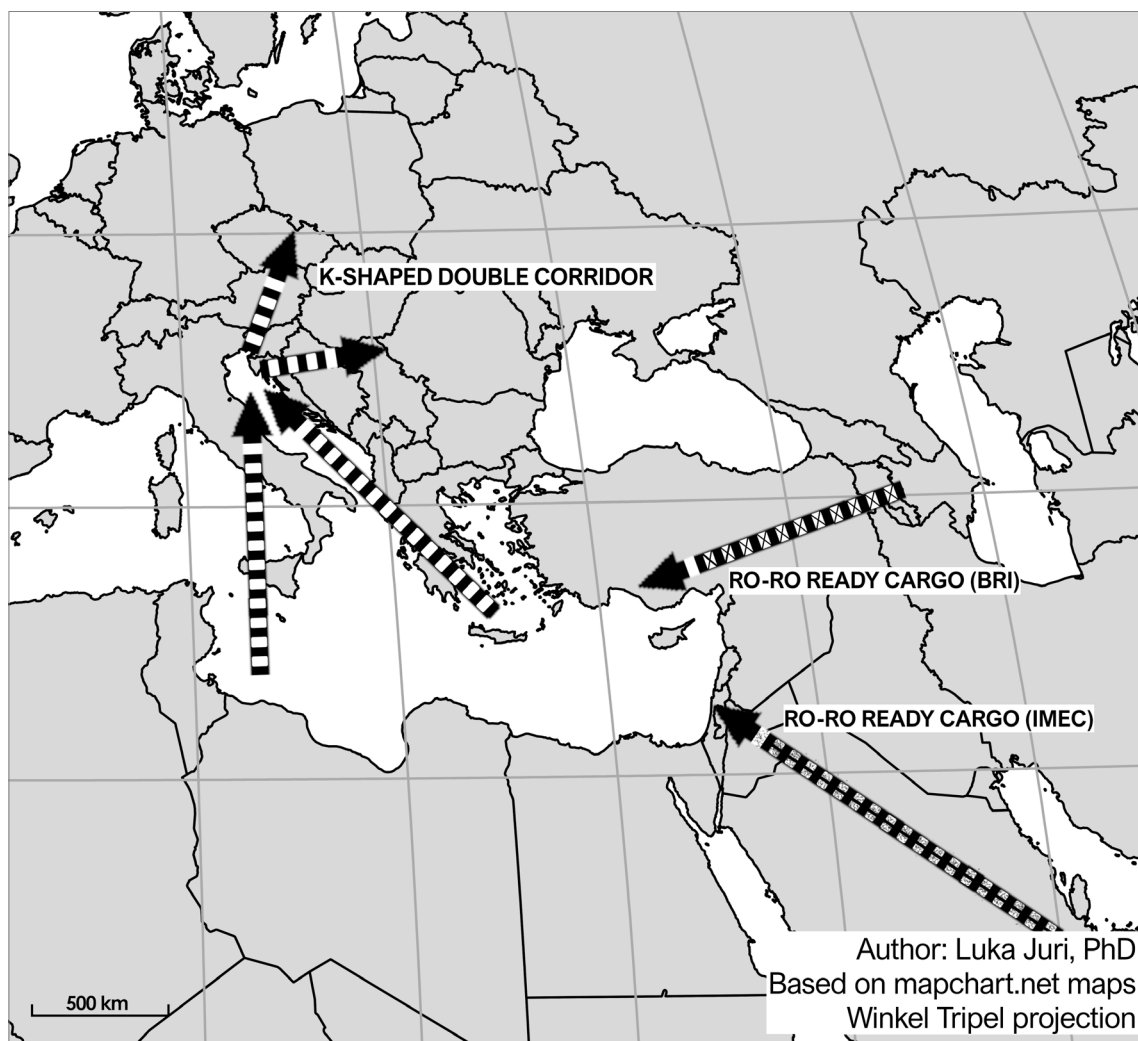 K-SHAPED DOUBLE CORRIDOR
RO-RO READY CARGO (BRI)
RO-RO READY CARGO (IMEC)
500 km
Author: Luka Juri, PhD
Based on mapchart.net maps
Winkel Tripel projection